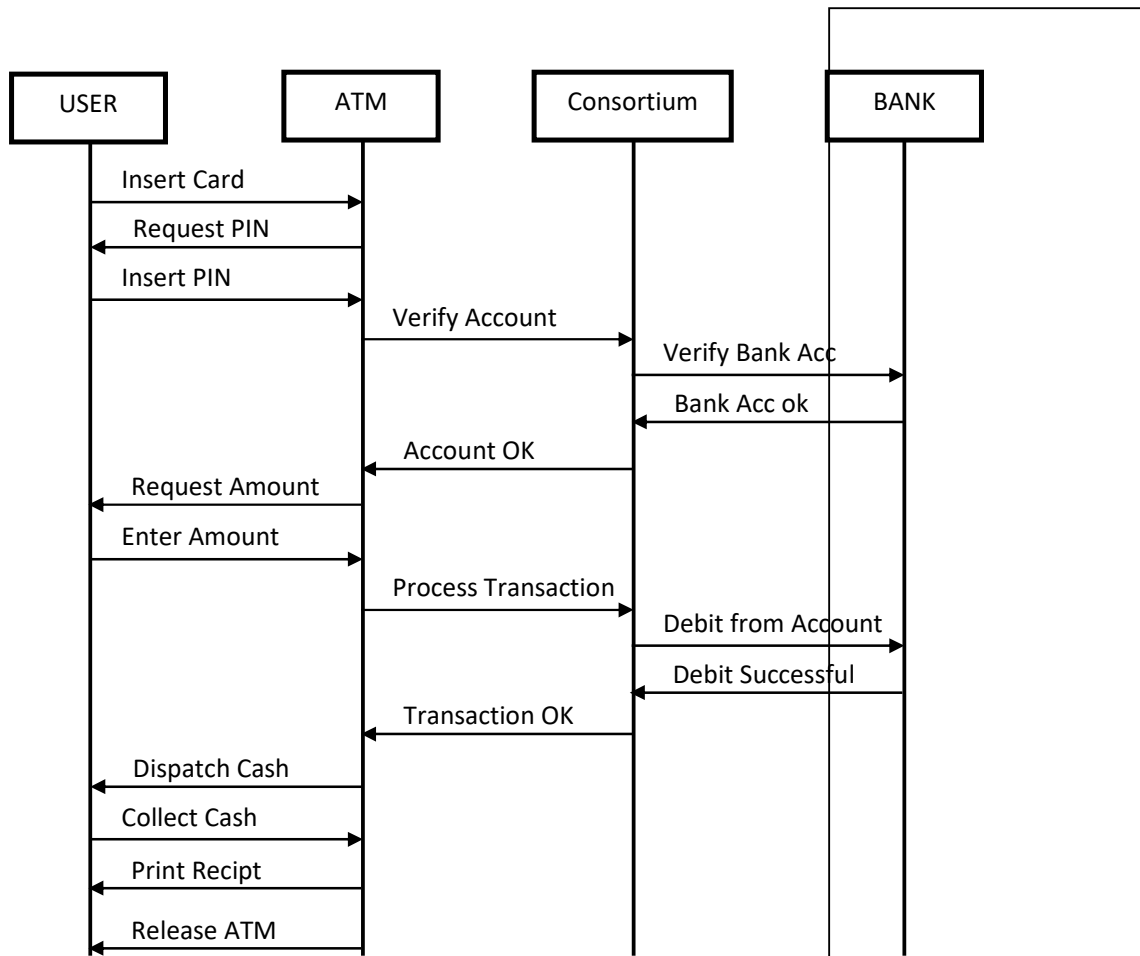 USER
ATM
Consortium
BANK
Insert Card
Request PIN
Insert PIN
Verify Account
Verify Bank Acc
Bank Acc ok
Account OK
Request Amount
Enter Amount
Process Transaction
Debit from Account
Debit Successful
Transaction OK
Dispatch Cash
Collect Cash
Print Recipt
Release ATM